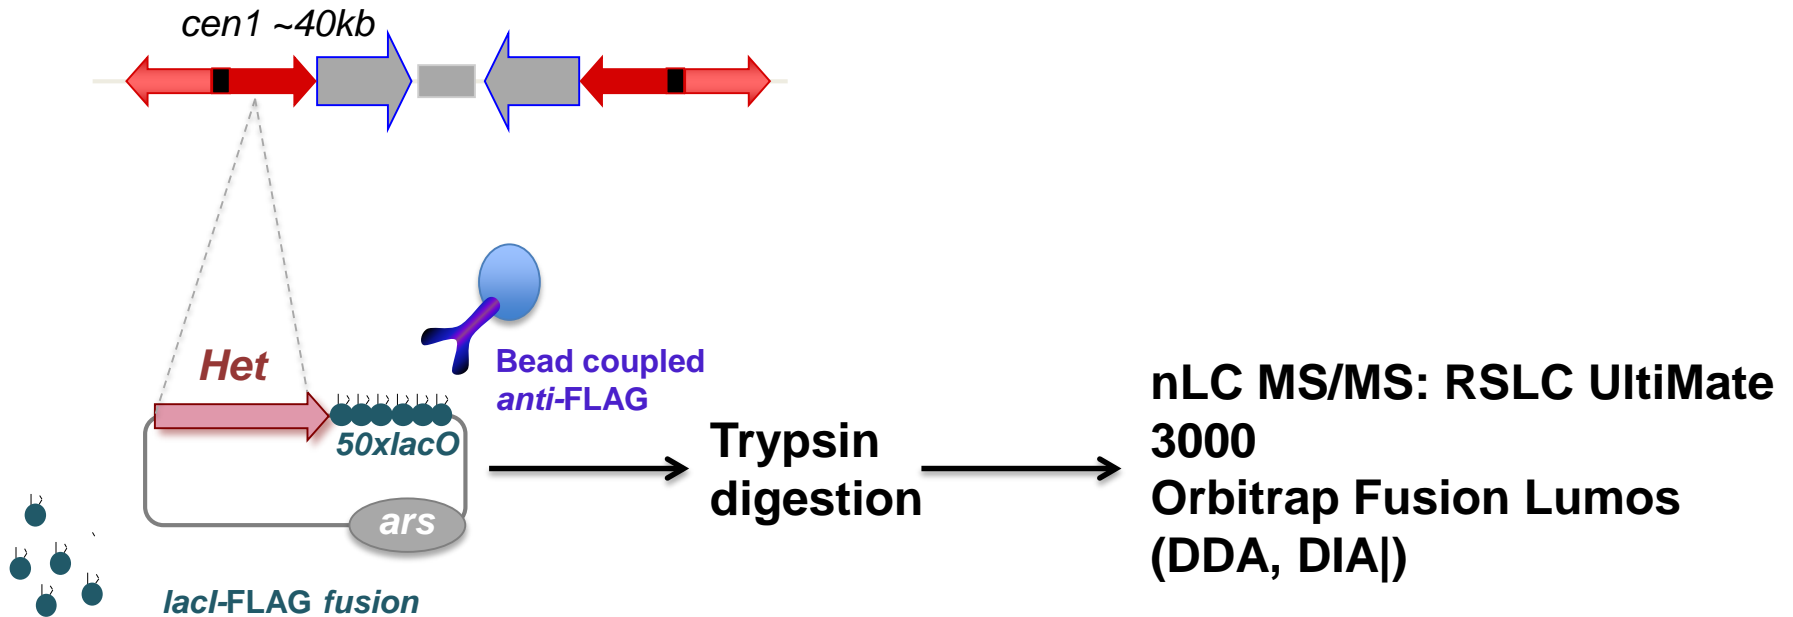 cen1 ~40kb
Het
50xlacO
ars
lacI-FLAG fusion
Bead coupled
anti-FLAG
Trypsin
digestion
nLC MS/MS: RSLC UltiMate
3000
Orbitrap Fusion Lumos
(DDA, DIA|)